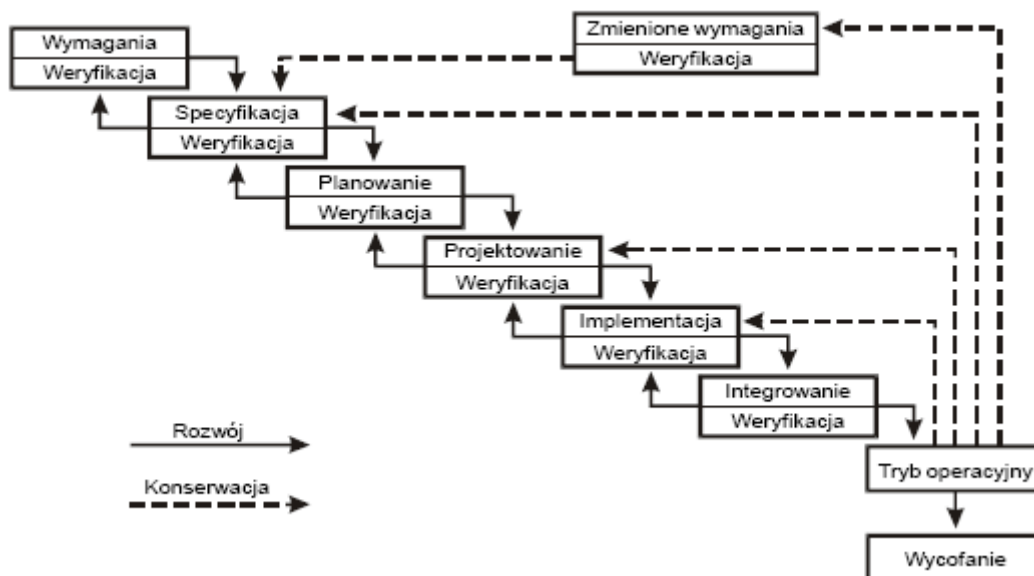 Wymagania
Weryfikacja
Zmienione wymagania
Weryfikacja
Specyfikacja
Weryfikacja
Planowanie
Weryfikacja
Projektowanie
Weryfikacja
Implementacja
Weryfikacja
Integrowanie
Weryfikacja
Rozwój
Konserwacja
Tryb operacyjny
Wycofanie